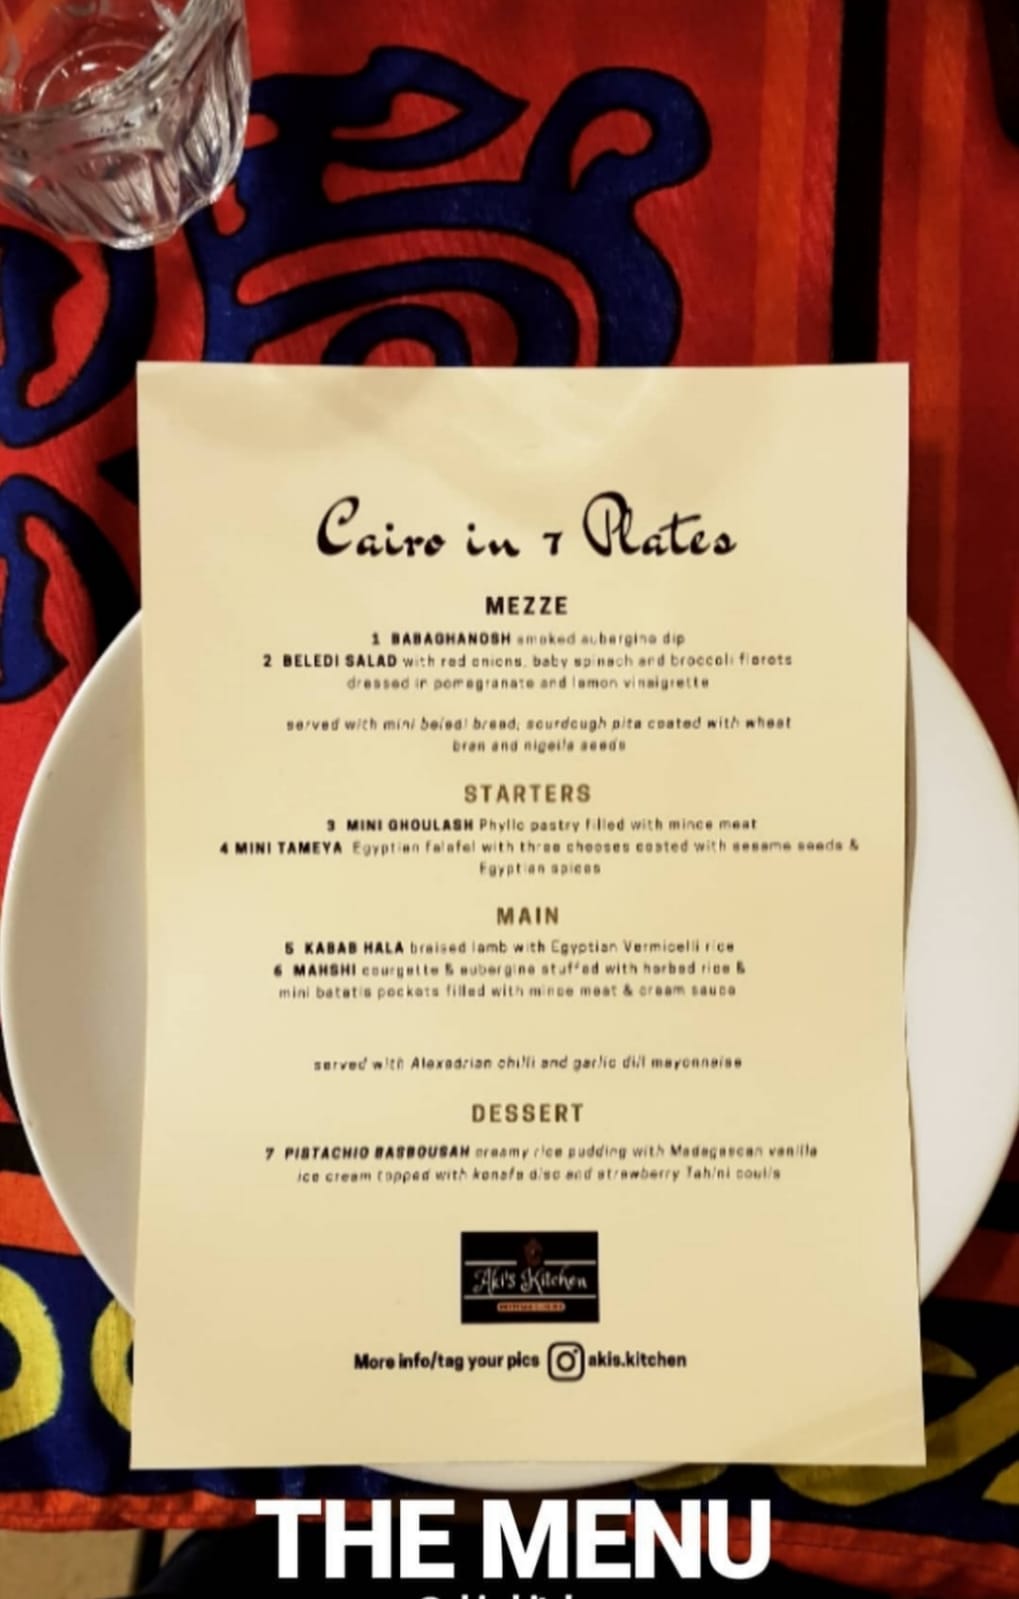 Cairo in 7 Plates
MEZZE
1 BABAGHANOSH smoked aubergine dip
2 BELEDI SALAD with red onions, baby spinach and broccoli florets
dressed in pomegranate and lemon vinaigrette
served with mini beledi bread; sourdough pita coated with wheat
bran and nigella seeds
STARTERS
3 MINI GHOULASH Phyllo pastry filled with mince meat
4 MINI TAMEYA Egyptian falafel with three cheeses coated with sesame seeds &
Egyptian spices
MAIN
5 KABAB HALA braised lamb with Egyptian Vermicelli rice
6 MAHSHI courgette & aubergine stuffed with herbed rice &
mini batatis pockets filled with mince meat & cream sauce
served with Alexadrian chilli and garlic dill mayonnaise
DESSERT
7 PISTACHIO BASBOUSAH creamy rice pudding with Madagascan vanilla
ice cream topped with konafa disc and strawberry Tahini coulis
Aki's Kitchen
More info/tag your pics akis.kitchen
THE MENU